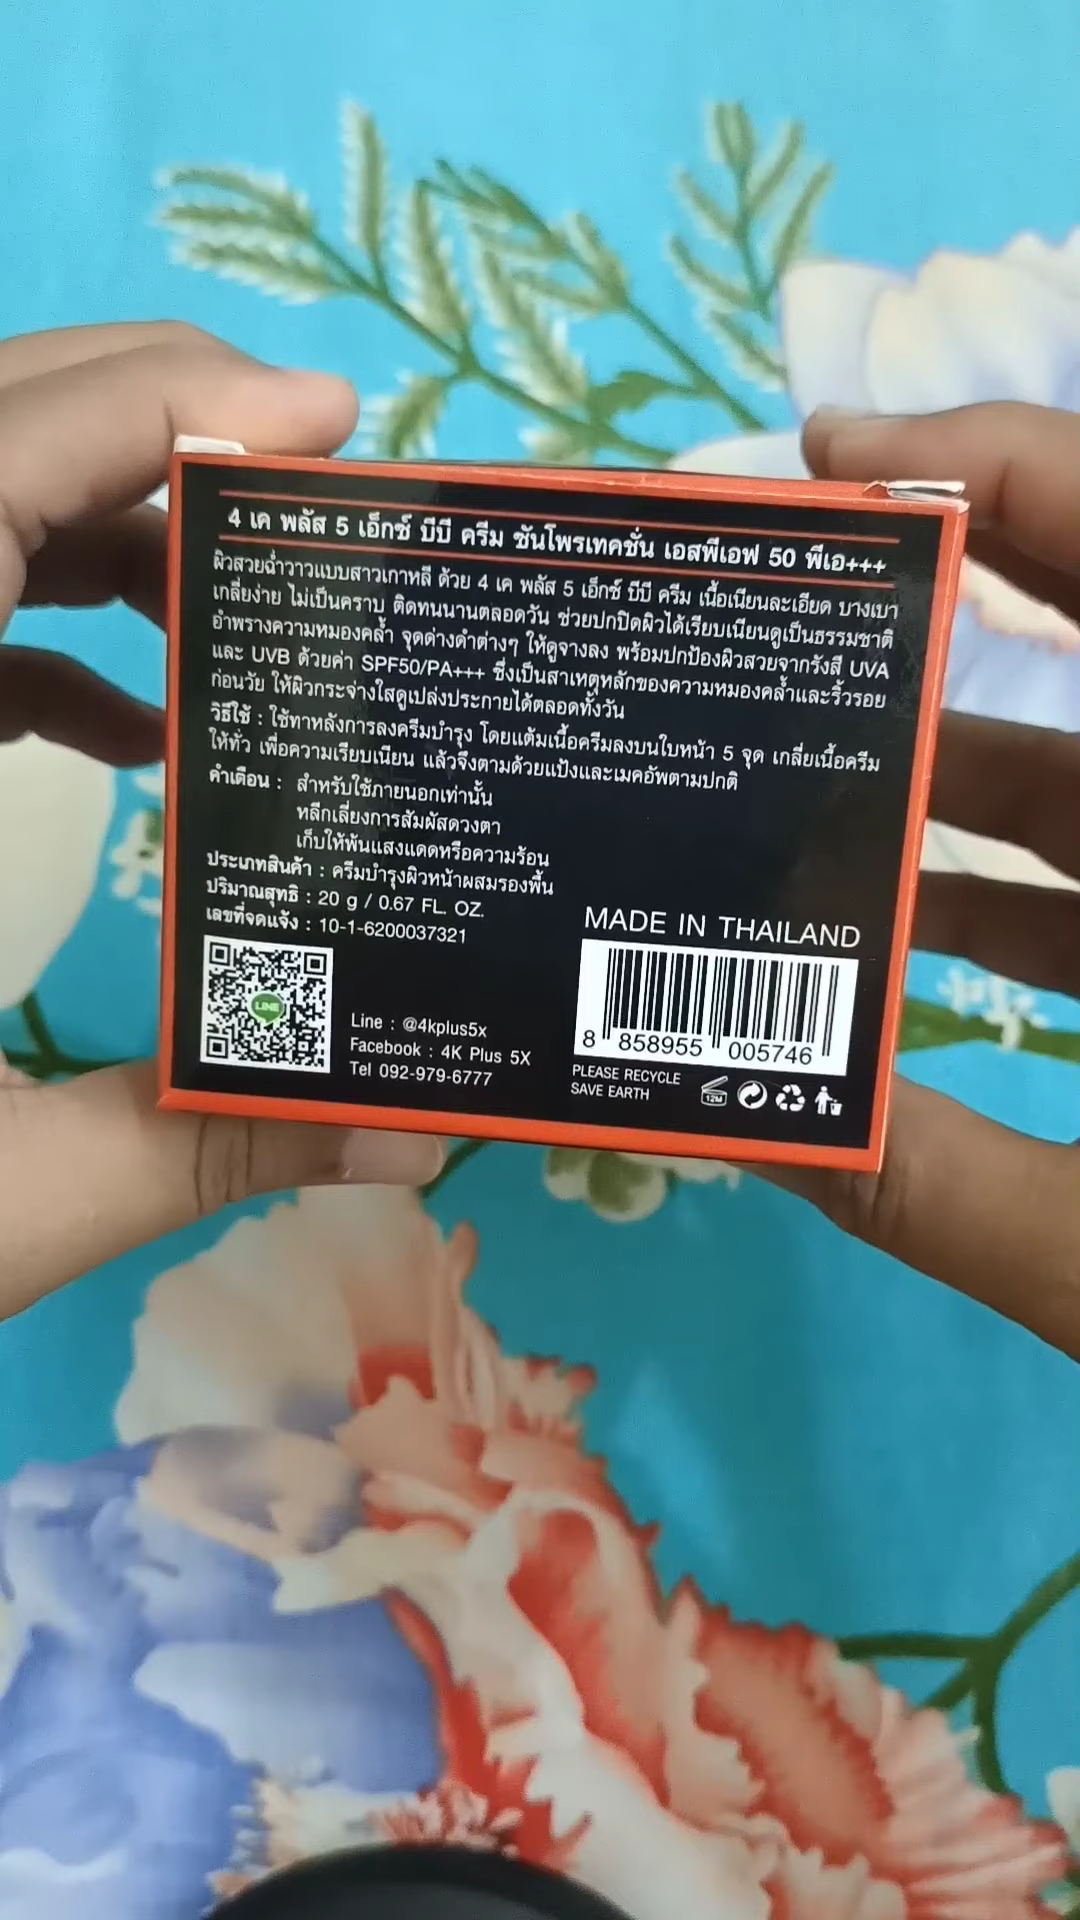 4 เค พลัส 5 เอ็กซ์ บีบี ครีม ซันโพรเทคชั่น เอสพีเอฟ 50 พีเอ+++
ผิวสวยฉ่ำวาวแบบสาวเกาหลี ด้วย 4 เค พลัส 5 เอ็กซ์ บีบี ครีม เนื้อเนียนละเอียด บางเบา
เกลี่ยง่าย ไม่เป็นคราบ ติดทนนานตลอดวัน ช่วยปกปิดผิวได้เรียบเนียนดูเป็นธรรมชาติ
อำพรางความหมองคล้ำ จุดด่างดำต่างๆ ให้ดูจางลง พร้อมปกป้องผิวสวยจากรังสี UVA
และ UVB ด้วยค่า SPF50/PA+++ ซึ่งเป็นสาเหตุหลักของความหมองคล้ำและริ้วรอย
ก่อนวัย ให้ผิวกระจ่างใสดูเปล่งประกายได้ตลอดทั้งวัน
วิธีใช้ : ใช้ทาหลังการลงครีมบำรุง โดยแต้มเนื้อครีมลงบนใบหน้า 5 จุด เกลี่ยเนื้อครีม
ให้ทั่ว เพื่อความเรียบเนียน แล้วจึงตามด้วยแป้งและเมคอัพตามปกติ
คำเตือน : สำหรับใช้ภายนอกเท่านั้น
หลีกเลี่ยงการสัมผัสดวงตา
เก็บให้พ้นแสงแดดหรือความร้อน
ประเภทสินค้า : ครีมบำรุงผิวหน้าผสมรองพื้น
ปริมาณสุทธิ : 20 g / 0.67 FL. OZ.
เลขที่จดแจ้ง : 10-1-6200037321
MADE IN THAILAND
LINE
Line : @4kplus5x
Facebook : 4K Plus 5X
Tel 092-979-6777
8 858955 005746
PLEASE RECYCLE
SAVE EARTH
12M